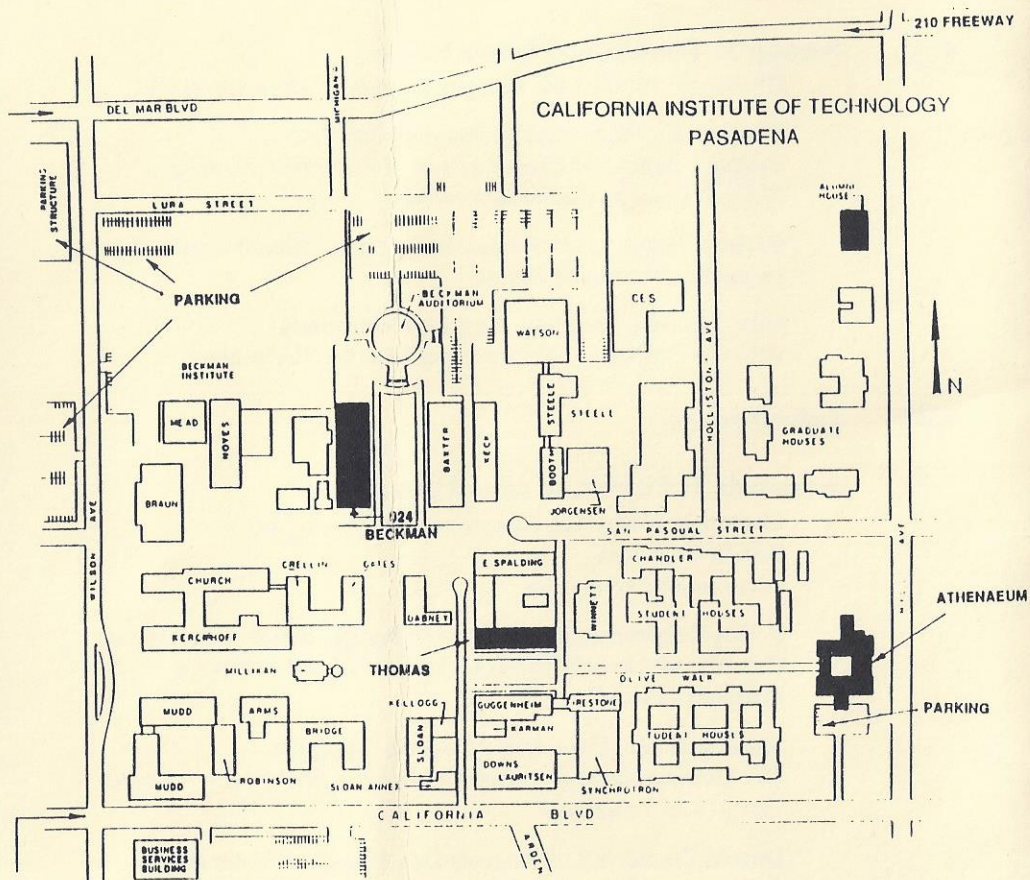 210 FREEWAY
MICHIGAN
DEL MAR BLVD
CALIFORNIA INSTITUTE OF TECHNOLOGY
PASADENA
PARKING
STRUCTURE
LURA STREET
ALUMNI
HOUSE
PARKING
BECKMAN
AUDITORIUM
CES
WATSON
N
BECKMAN
INSTITUTE
HOLLISTON AVE
MEAD
NOYES
BAXTER
KECK
STEELE
STEELE
GRADUATE
HOUSES
BRAUN
BOOTH
JORGENSEN
024
BECKMAN
SAN PASQUAL STREET
WILSON AVE
AVE
CRELLIN
GATES
E SPALDING
CHANDLER
CHURCH
WINNETT
STUDENT HOUSES
ATHENAEUM
DABNEY
KERCKHOFF
MILLIKAN
THOMAS
OLIVE WALK
KELLOGG
GUGGENHEIM
FIRESTONE
PARKING
MUDD
ARMS
BRIDGE
SLOAN
KARMAN
TUDENT HOUSES
DOWNS
LAURITSEN
ROBINSON
MUDD
SLOAN ANNEX
SYNCHROTRON
CALIFORNIA BLVD
BUSINESS
SERVICES
BUILDING
ARDEN